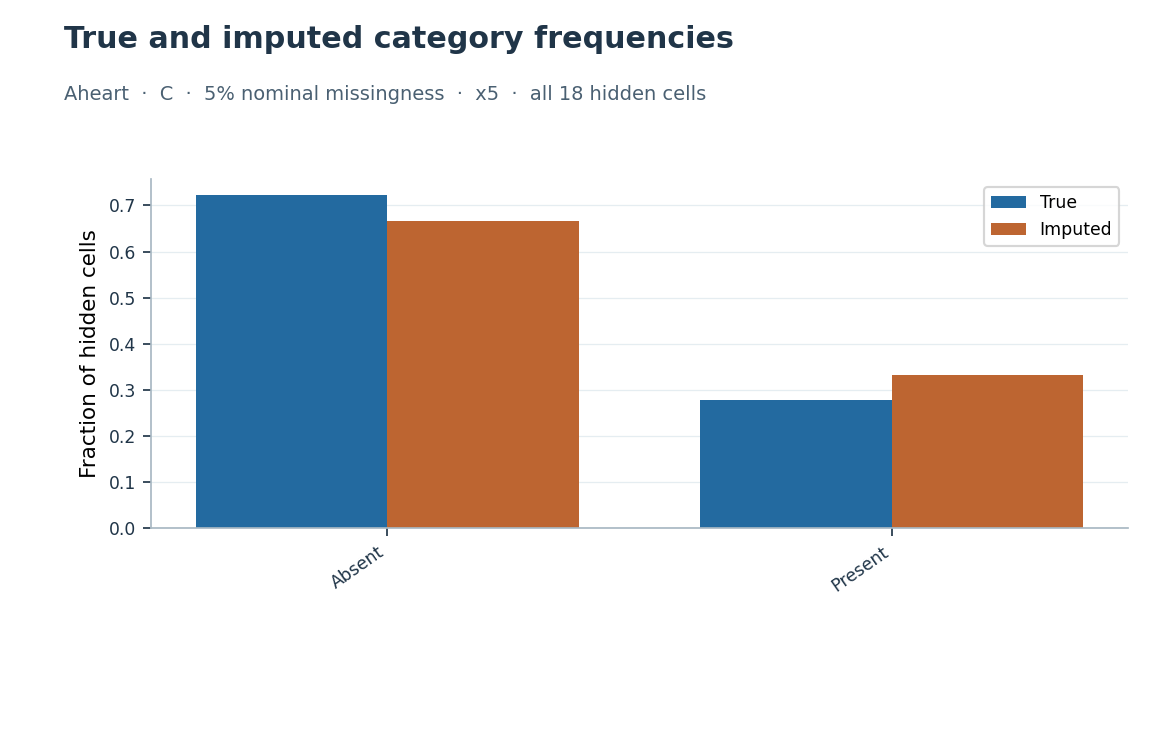 True and imputed category frequencies
Aheart · C · 5% nominal missingness · x5 · all 18 hidden cells
True
Imputed
Fraction of hidden cells
0.7
0.6
0.5
0.4
0.3
0.2
0.1
0.0
Absent
Present